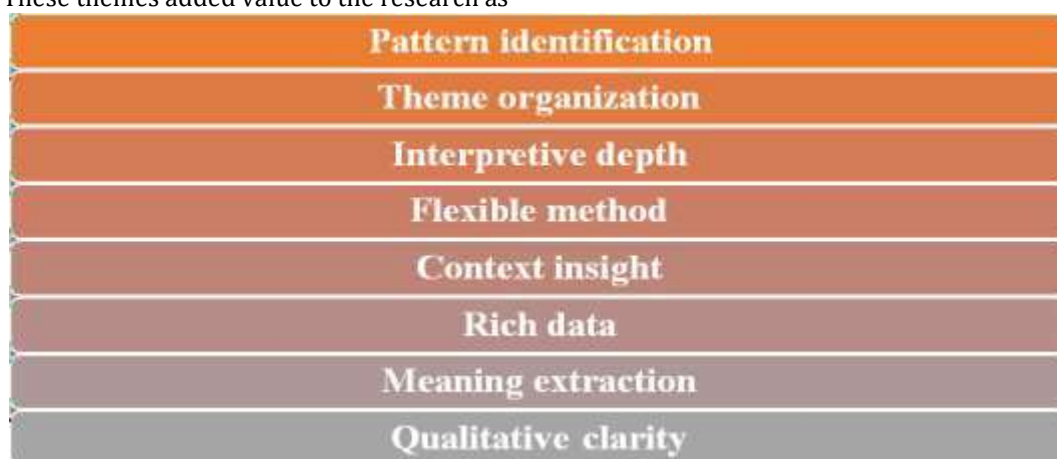 These themes added value to the research as
Pattern identification
Theme organization
Interpretive depth
Flexible method
Context insight
Rich data
Meaning extraction
Qualitative clarity